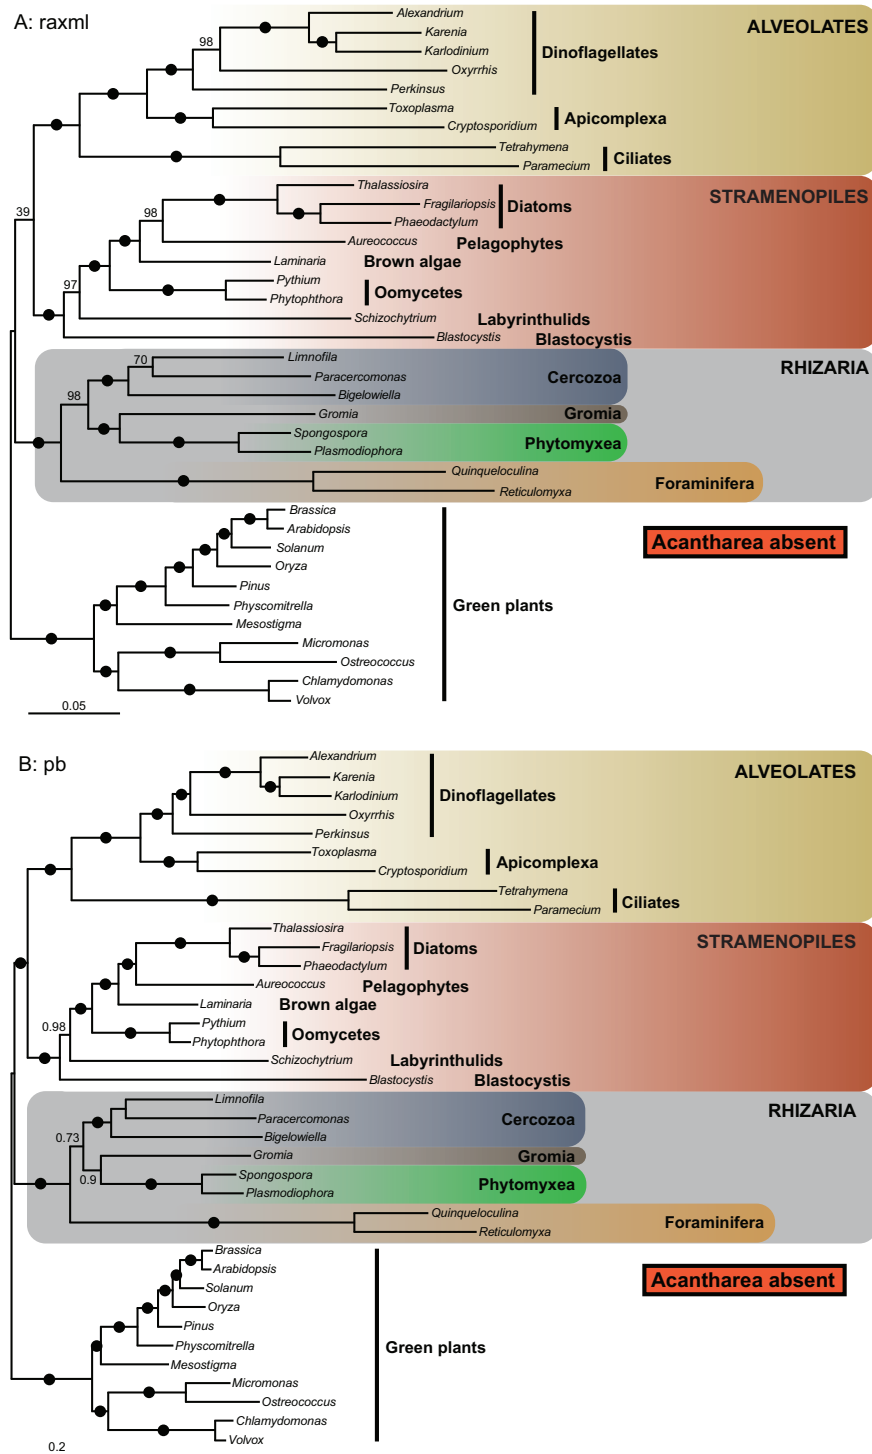 A: raxml
Alexandrium
ALVEOLATES
Karenia
98
Dinoflagellates
Karlodinium
Oxyrrhis
Perkinsus
Toxoplasma
Apicomplexa
Cryptosporidium
Tetrahymena
Ciliates
Paramecium
Thalassiosira
STRAMENOPILES
Fragilariopsis
Diatoms
39
98
Phaeodactylum
Aureococcus
Pelagophytes
Laminaria
Brown algae
97
Pythium
Oomycetes
Phytophthora
Schizochytrium
Labyrinthulids
Blastocystis
Blastocystis
Limnofila
RHIZARIA
70
Paracercomonas
Cercozoa
98
Bigelowiella
Gromia
Gromia
Spongospora
Phytomyxea
Plasmodiophora
Quinqueloculina
Foraminifera
Reticulomyxa
Brassica
Arabidopsis
Acantharea absent
Solanum
Oryza
Pinus
Physcomitrella
Green plants
Mesostigma
Micromonas
Ostreococcus
Chlamydomonas
Volvox
0.05
B: pb
Alexandrium
ALVEOLATES
Karenia
Dinoflagellates
Karlodinium
Oxyrrhis
Perkinsus
Toxoplasma
Apicomplexa
Cryptosporidium
Tetrahymena
Ciliates
Paramecium
Thalassiosira
STRAMENOPILES
Fragilariopsis
Diatoms
Phaeodactylum
Aureococcus
Pelagophytes
Laminaria
Brown algae
0.98
Pythium
Oomycetes
Phytophthora
Schizochytrium
Labyrinthulids
Blastocystis
Blastocystis
Limnofila
RHIZARIA
Paracercomonas
Cercozoa
0.73
Bigelowiella
Gromia
Gromia
0.9
Spongospora
Phytomyxea
Plasmodiophora
Quinqueloculina
Foraminifera
Reticulomyxa
Brassica
Arabidopsis
Acantharea absent
Solanum
Oryza
Pinus
Physcomitrella
Green plants
Mesostigma
Micromonas
Ostreococcus
Chlamydomonas
Volvox
0.2